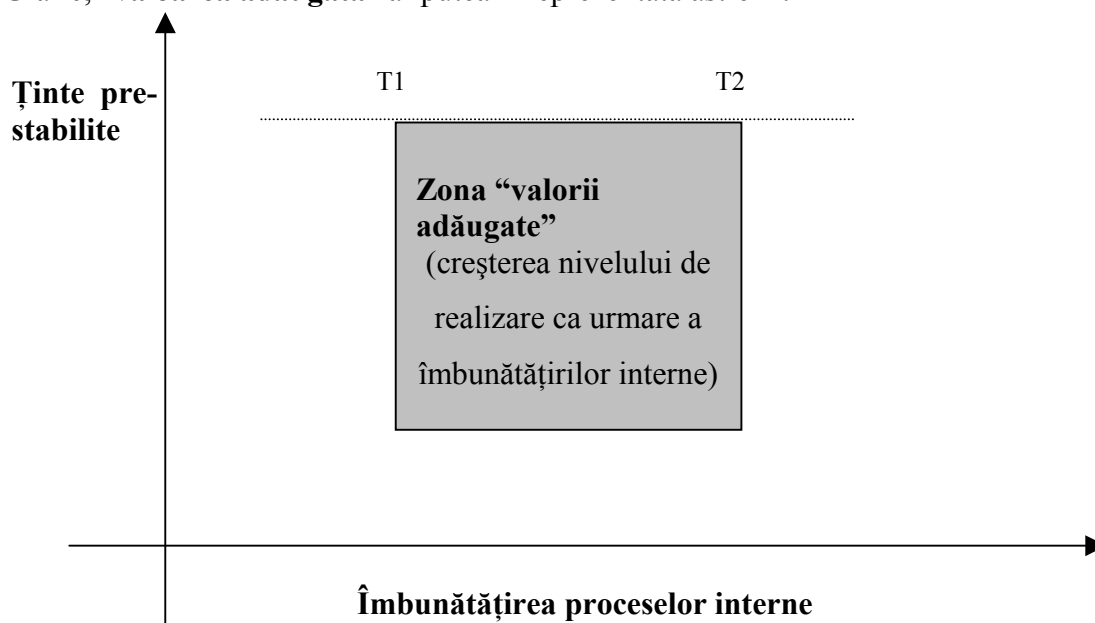 T1 T2
Ținte pre-
stabilite
Zona “valorii
adăugate”
(creşterea nivelului de
realizare ca urmare a
îmbunătățirilor interne)
Îmbunătățirea proceselor interne